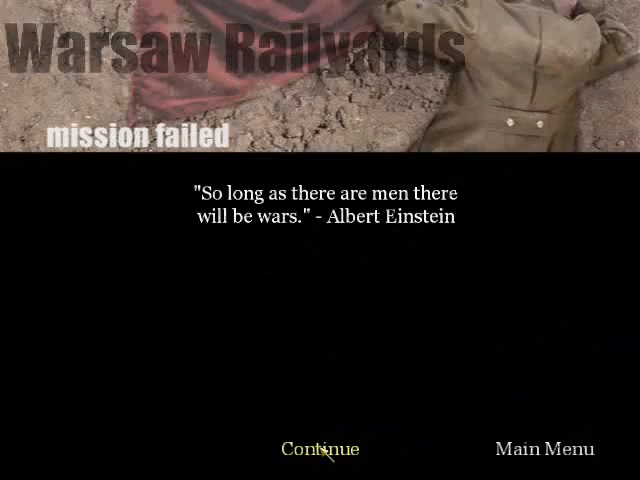 Warsaw Railyards
mission failed
"So long as there are men there
will be wars." - Albert Einstein
Continue
Main Menu